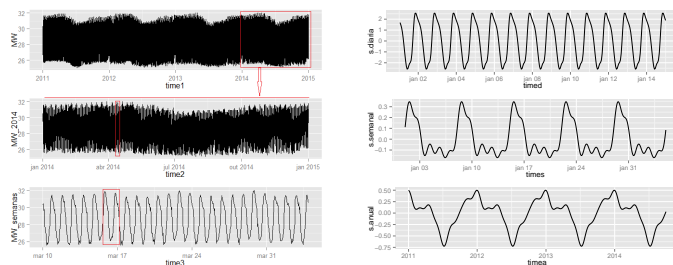 MW
32
30
28
26
2011
2012
2013
2014
2015
time1
MW_2014
32
30
28
26
jan 2014
abr 2014
jul 2014
out 2014
jan 2015
time2
MW_semanas
32
30
28
26
mar 10
mar 17
mar 24
mar 31
time3
s.diaria
2
1
0
−1
−2
jan 02
jan 04
jan 06
jan 08
jan 10
jan 12
jan 14
timed
s.semanal
0.3
0.2
0.1
0.0
−0.1
jan 03
jan 10
jan 17
jan 24
jan 31
times
s.anual
0.50
0.25
0.00
−0.25
−0.50
−0.75
2011
2012
2013
2014
timea